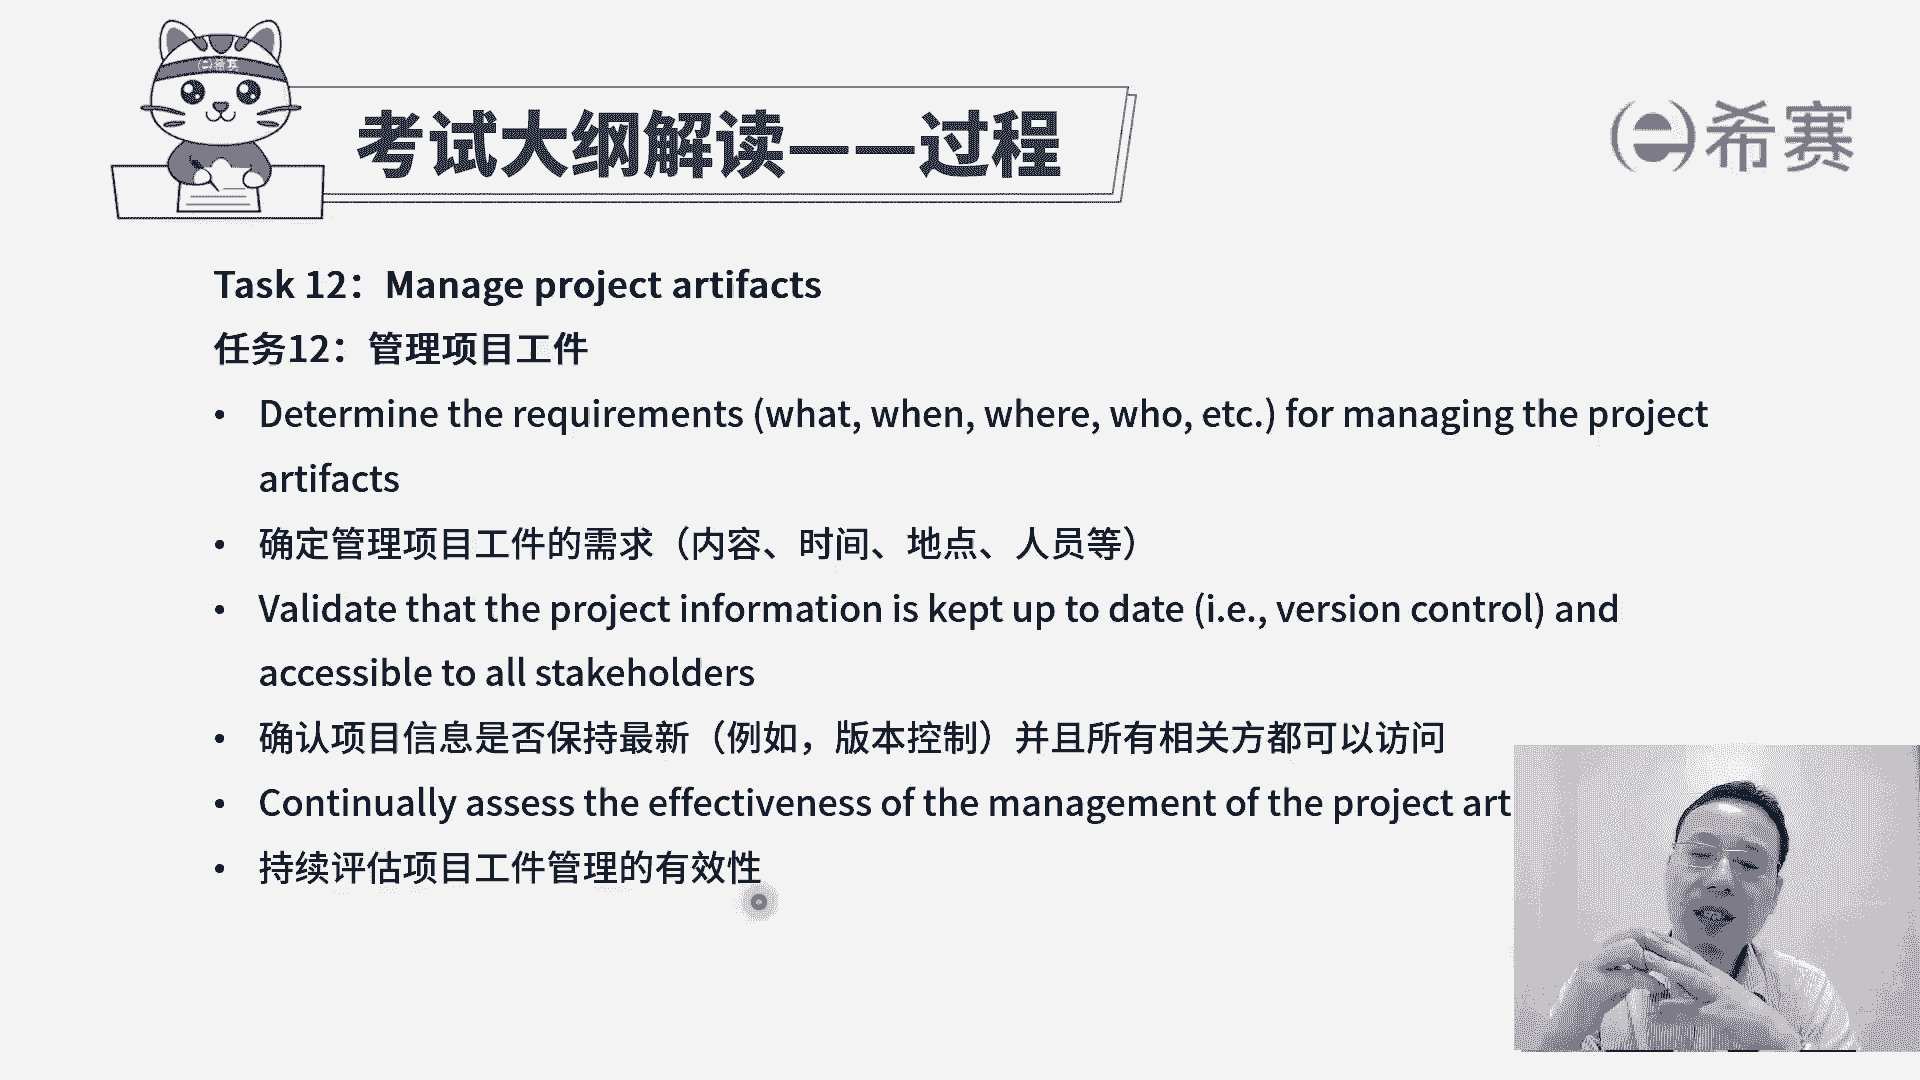 希赛
考试大纲解读——过程
希赛
Task 12：Manage project artifacts
任务12：管理项目工件
• Determine the requirements (what, when, where, who, etc.) for managing the project
artifacts
• 确定管理项目工件的需求（内容、时间、地点、人员等）
• Validate that the project information is kept up to date (i.e., version control) and
accessible to all stakeholders
• 确认项目信息是否保持最新（例如，版本控制）并且所有相关方都可以访问
• Continually assess the effectiveness of the management of the project art
• 持续评估项目工件管理的有效性